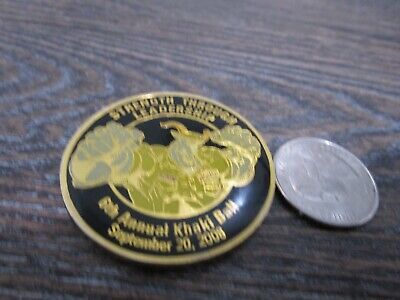 STRENGTH THROUGH
LEADERSHIP
6th Annual Khaki Ball
September 20, 2008